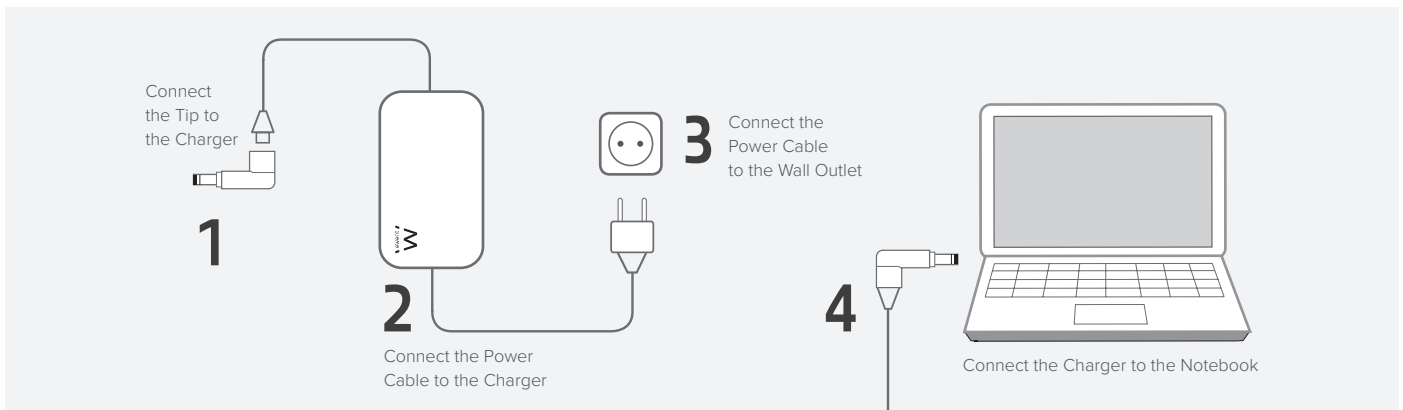 Connect
the Tip to
the Charger
1
ewent
2
Connect the Power
Cable to the Charger
3
Connect the
Power Cable
to the Wall Outlet
4
Connect the Charger to the Notebook